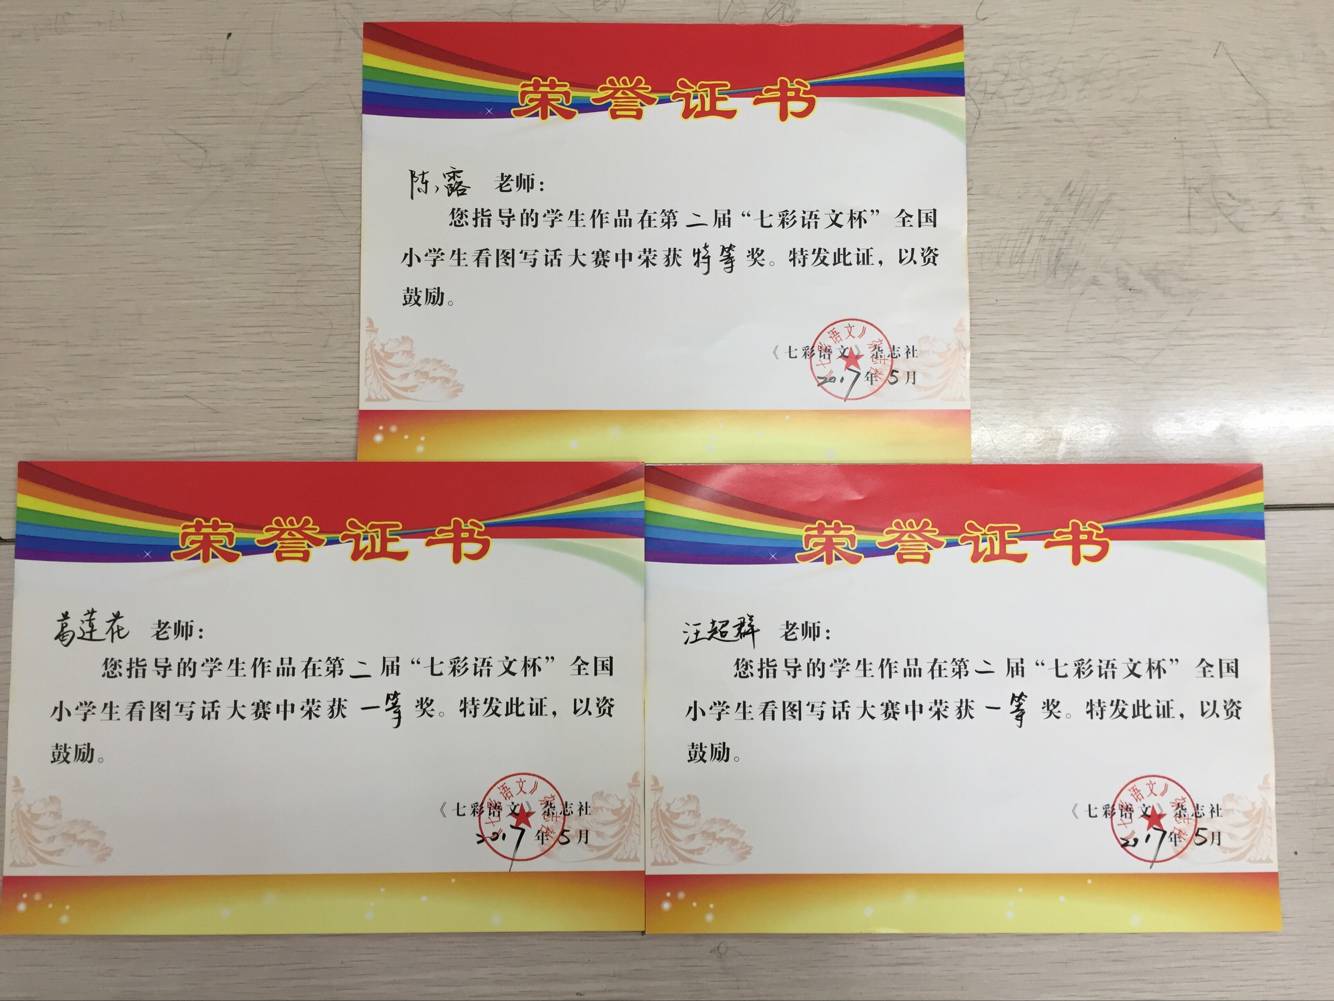 荣誉证书
陈露 老师：
您指导的学生作品在第二届“七彩语文杯”全国
小学生看图写话大赛中荣获特等奖。特发此证，以资
鼓励。
《七彩语文》杂志社
2017年5月
荣誉证书
葛莲花 老师：
您指导的学生作品在第二届“七彩语文杯”全国
小学生看图写话大赛中荣获一等奖。特发此证，以资
鼓励。
《七彩语文》杂志社
2017年5月
荣誉证书
汪超群 老师：
您指导的学生作品在第二届“七彩语文杯”全国
小学生看图写话大赛中荣获一等奖。特发此证，以资
鼓励。
《七彩语文》杂志社
2017年5月